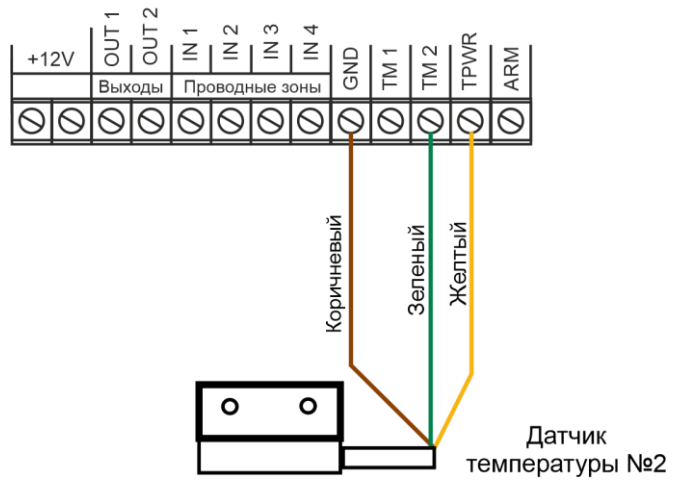 +12V
OUT 1
OUT 2
IN 1
IN 2
IN 3
IN 4
GND
TM 1
TM 2
TPWR
ARM
Выходы
Проводные зоны
Коричневый
Зеленый
Желтый
Датчик
температуры №2